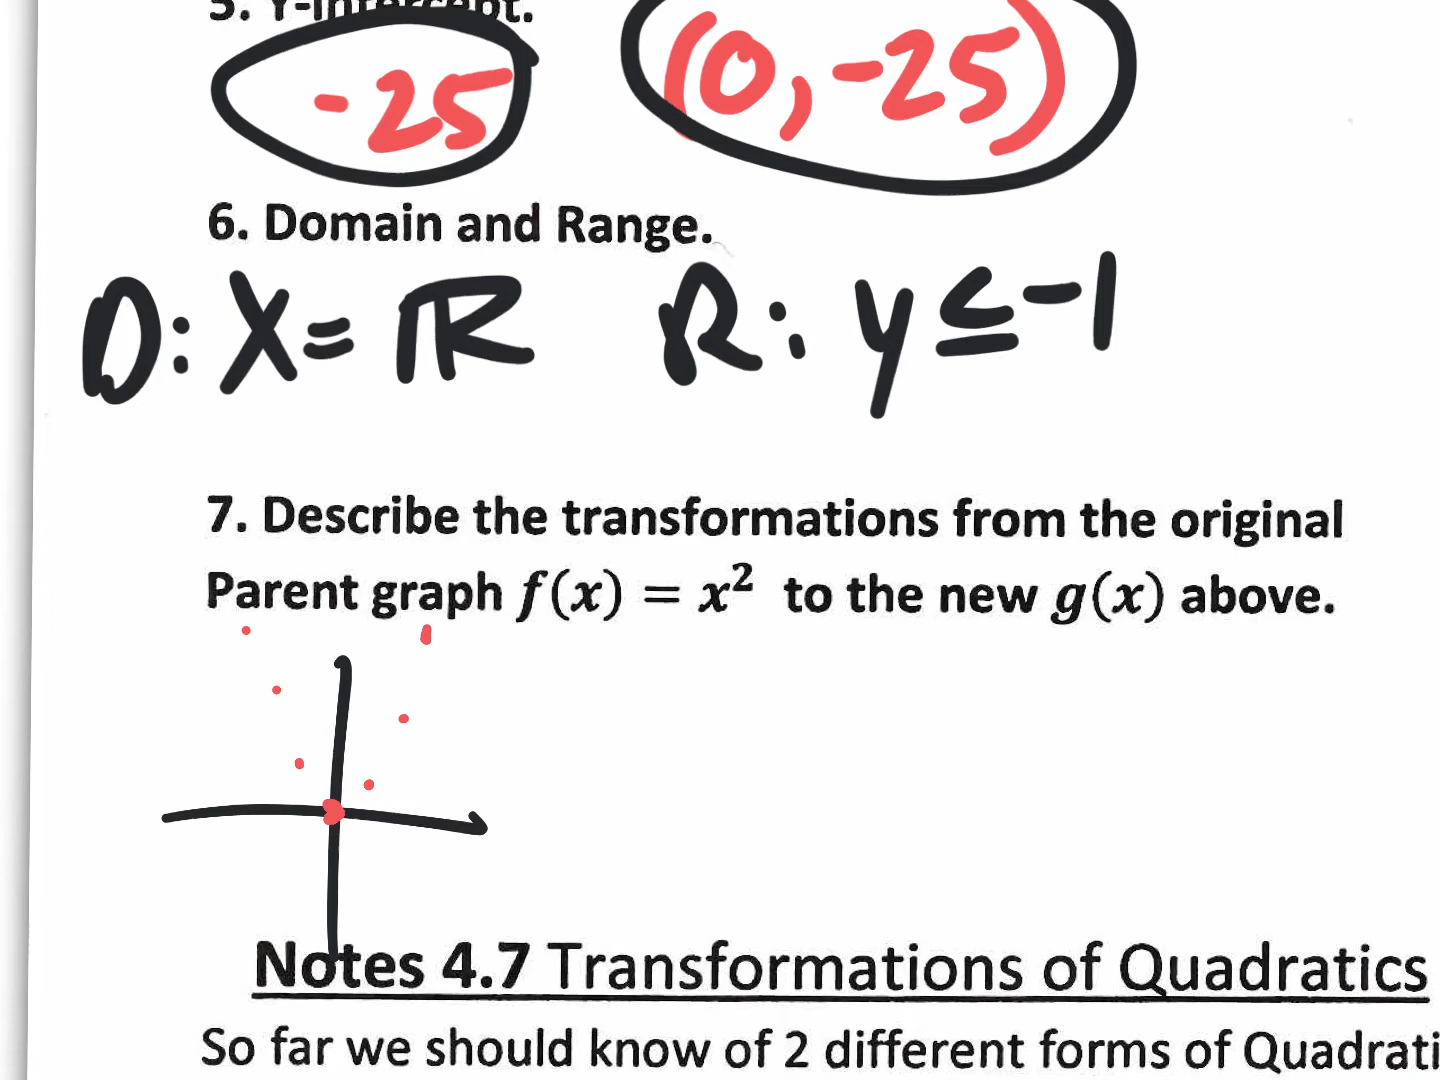 5. Y-Intercept.
-25 (0,-25)
6. Domain and Range.
D: X=ℝ R: y≤-1
7. Describe the transformations from the original
Parent graph f(x) = x² to the new g(x) above.
Notes 4.7 Transformations of Quadratics
So far we should know of 2 different forms of Quadrati